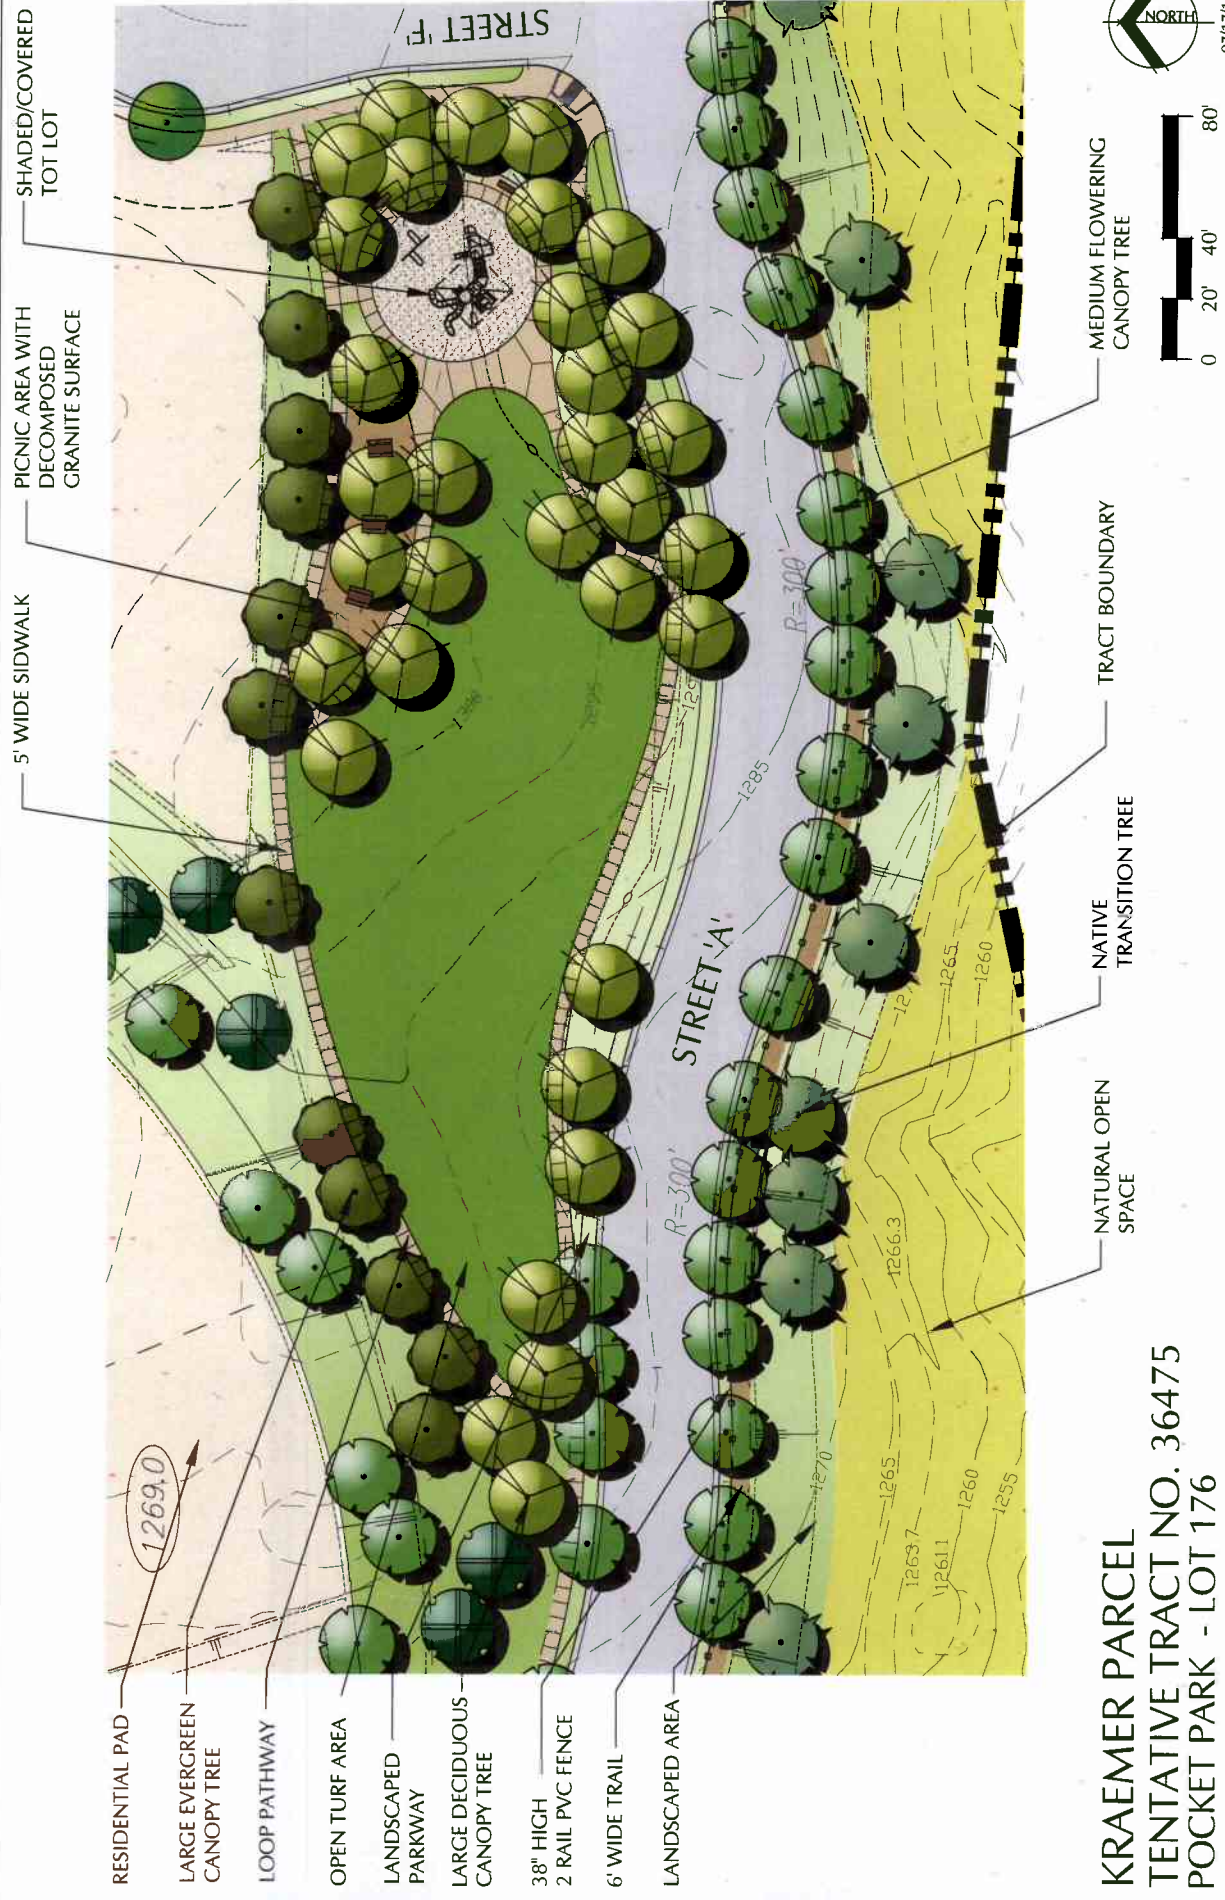 SHADED/COVERED
TOT LOT
PICNIC AREA WITH
DECOMPOSED
GRANITE SURFACE
5' WIDE SIDWALK
STREET 'F'
NORTH
RESIDENTIAL PAD
LARGE EVERGREEN
CANOPY TREE
LOOP PATHWAY
OPEN TURF AREA
LANDSCAPED
PARKWAY
LARGE DECIDUOUS
CANOPY TREE
38" HIGH
2 RAIL PVC FENCE
6' WIDE TRAIL
LANDSCAPED AREA
1269.0
STREET 'A'
R=300'
R=300'
1285
1270
1265
1260
1265
1260
1255
1266.3
1263.7
1261.1
MEDIUM FLOWERING
CANOPY TREE
TRACT BOUNDARY
NATIVE
TRANSITION TREE
NATURAL OPEN
SPACE
0 20' 40' 80'
KRAEMER PARCEL
TENTATIVE TRACT NO. 36475
POCKET PARK - LOT 176